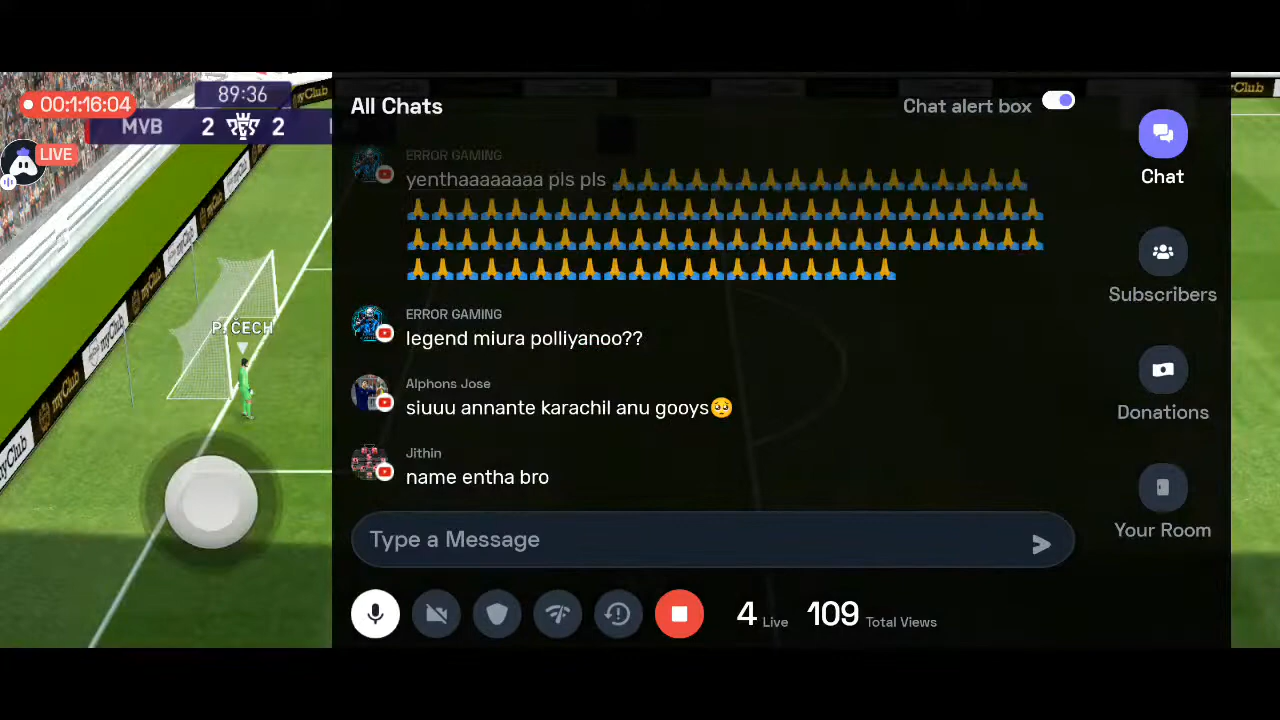 00:1:16:04
LIVE
89:36
MVB 2 2
myClub
P. ČECH
All Chats
Chat alert box
ERROR GAMING
yenthaaaaaaaa pls pls 🙏🙏🙏🙏🙏🙏🙏🙏🙏🙏🙏🙏🙏🙏🙏🙏🙏
🙏🙏🙏🙏🙏🙏🙏🙏🙏🙏🙏🙏🙏🙏🙏🙏🙏🙏🙏🙏🙏🙏🙏🙏🙏🙏
🙏🙏🙏🙏🙏🙏🙏🙏🙏🙏🙏🙏🙏🙏🙏🙏🙏🙏🙏🙏🙏🙏🙏🙏🙏🙏
🙏🙏🙏🙏🙏🙏🙏🙏🙏🙏🙏🙏🙏🙏🙏🙏🙏🙏🙏🙏
ERROR GAMING
legend miura polliyanoo??
Alphons Jose
siuuu annante karachil anu gooys🥺
Jithin
name entha bro
Type a Message
4 Live 109 Total Views
Chat
Subscribers
Donations
Your Room